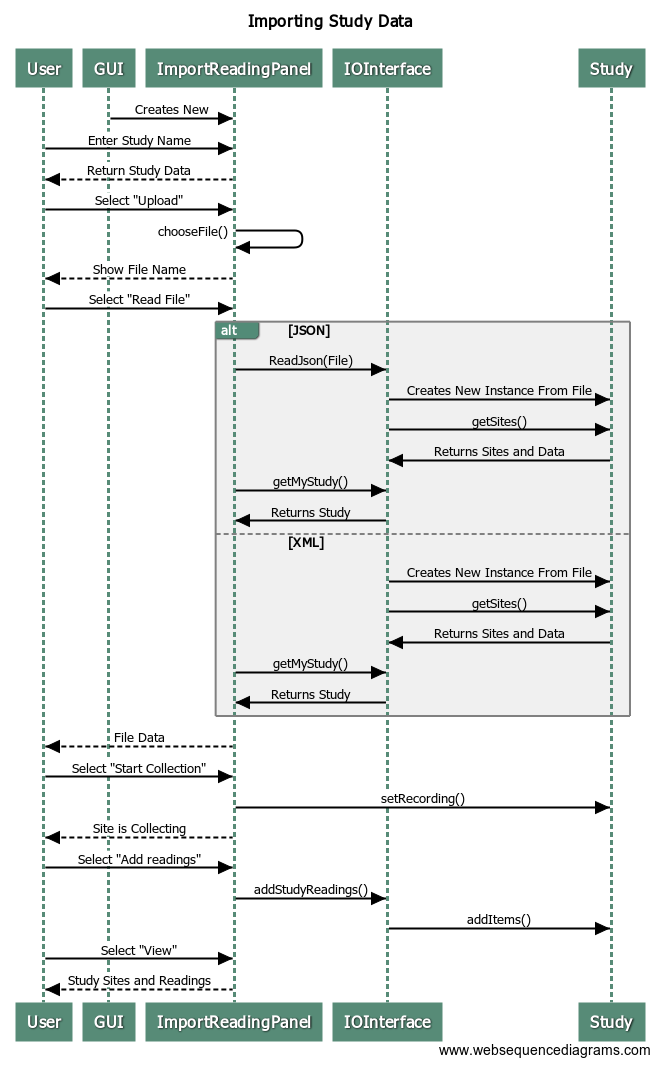 Importing Study Data
User GUI ImportReadingPanel IOInterface Study
Creates New
Enter Study Name
Return Study Data
Select "Upload"
chooseFile()
Show File Name
Select "Read File"
alt [JSON]
ReadJson(File)
Creates New Instance From File
getSites()
Returns Sites and Data
getMyStudy()
Returns Study
[XML]
Creates New Instance From File
getSites()
Returns Sites and Data
getMyStudy()
Returns Study
File Data
Select "Start Collection"
setRecording()
Site is Collecting
Select "Add readings"
addStudyReadings()
addItems()
Select "View"
Study Sites and Readings
User GUI ImportReadingPanel IOInterface Study
www.websequencediagrams.com